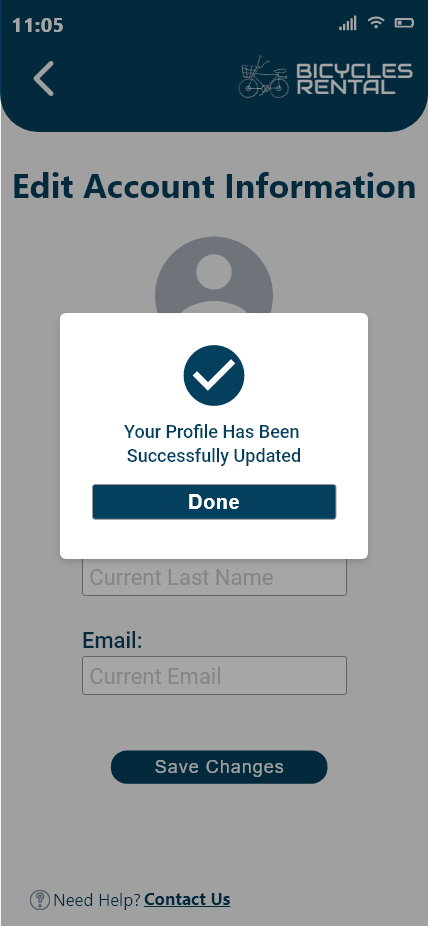 11:05
BICYCLES
RENTAL
Edit Account Information
Your Profile Has Been
Successfully Updated
Done
Current Last Name
Email:
Current Email
Save Changes
Need Help? Contact Us